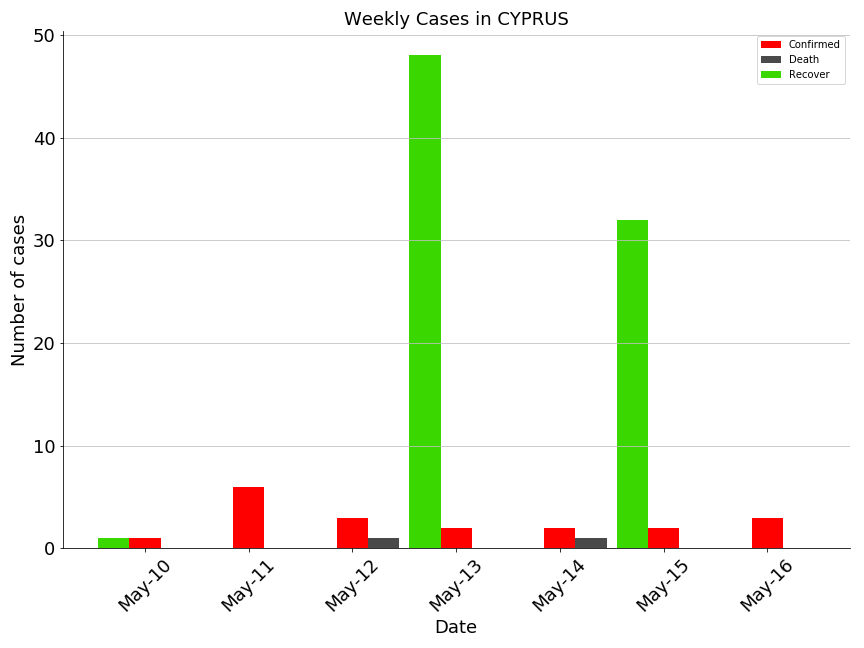 Weekly Cases in CYPRUS
Confirmed
Death
Recover
Number of cases
50
40
30
20
10
0
May-10
May-11
May-12
May-13
May-14
May-15
May-16
Date